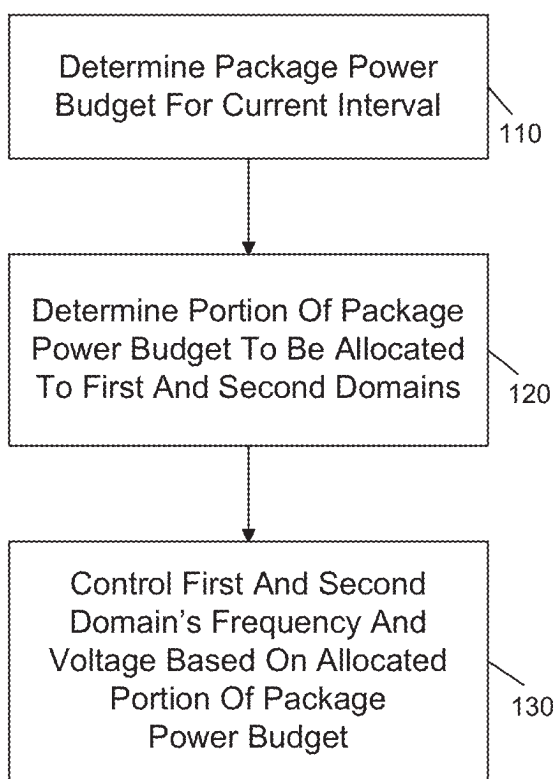 Determine Package Power
Budget For Current Interval
110
Determine Portion Of Package
Power Budget To Be Allocated
To First And Second Domains
120
Control First And Second
Domain's Frequency And
Voltage Based On Allocated
Portion Of Package
Power Budget
130